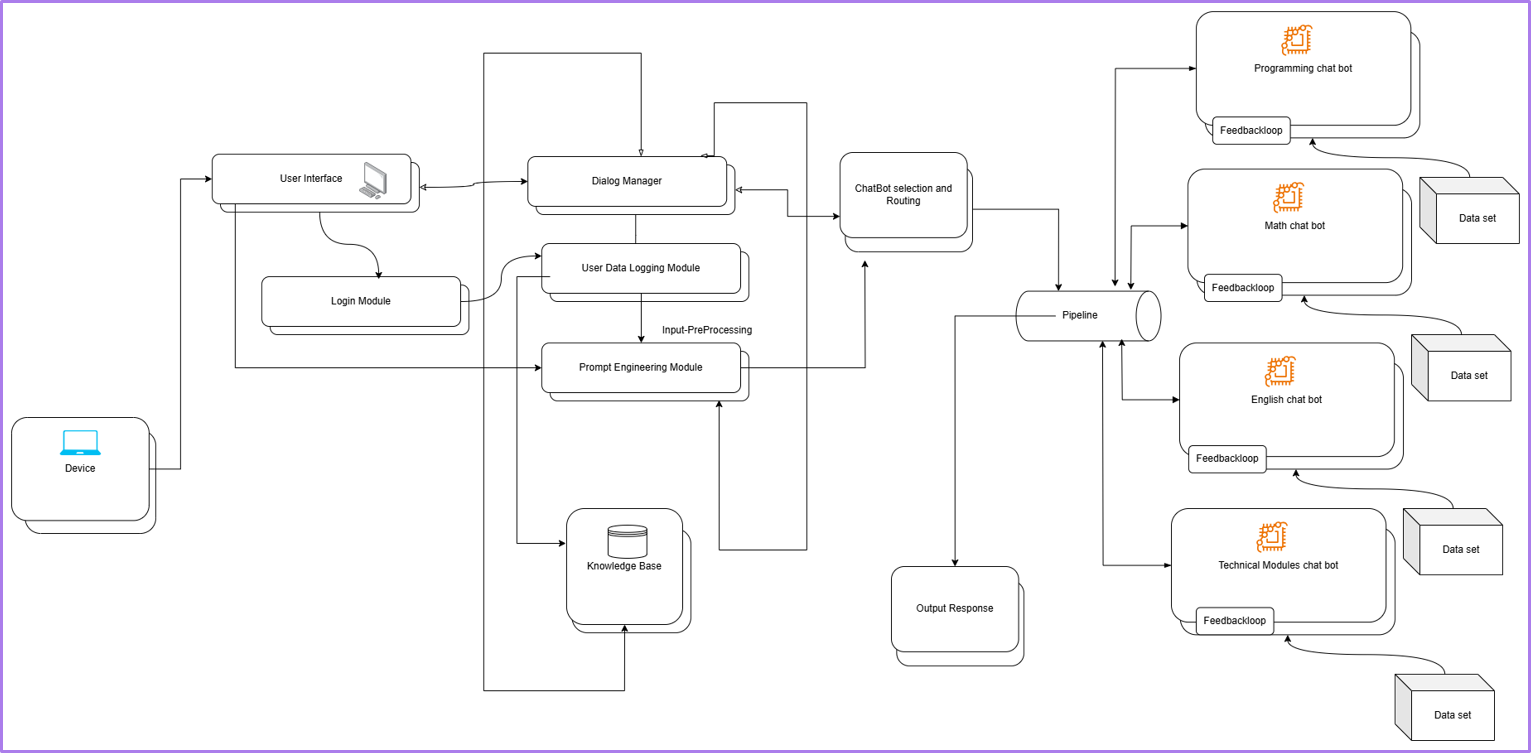 Programming chat bot
Feedbackloop
User Interface
Dialog Manager
ChatBot selection and
Routing
Data set
Math chat bot
Feedbackloop
User Data Logging Module
Login Module
Input-PreProcessing
Pipeline
Prompt Engineering Module
Data set
English chat bot
Feedbackloop
Device
Knowledge Base
Data set
Technical Modules chat bot
Output Response
Feedbackloop
Data set